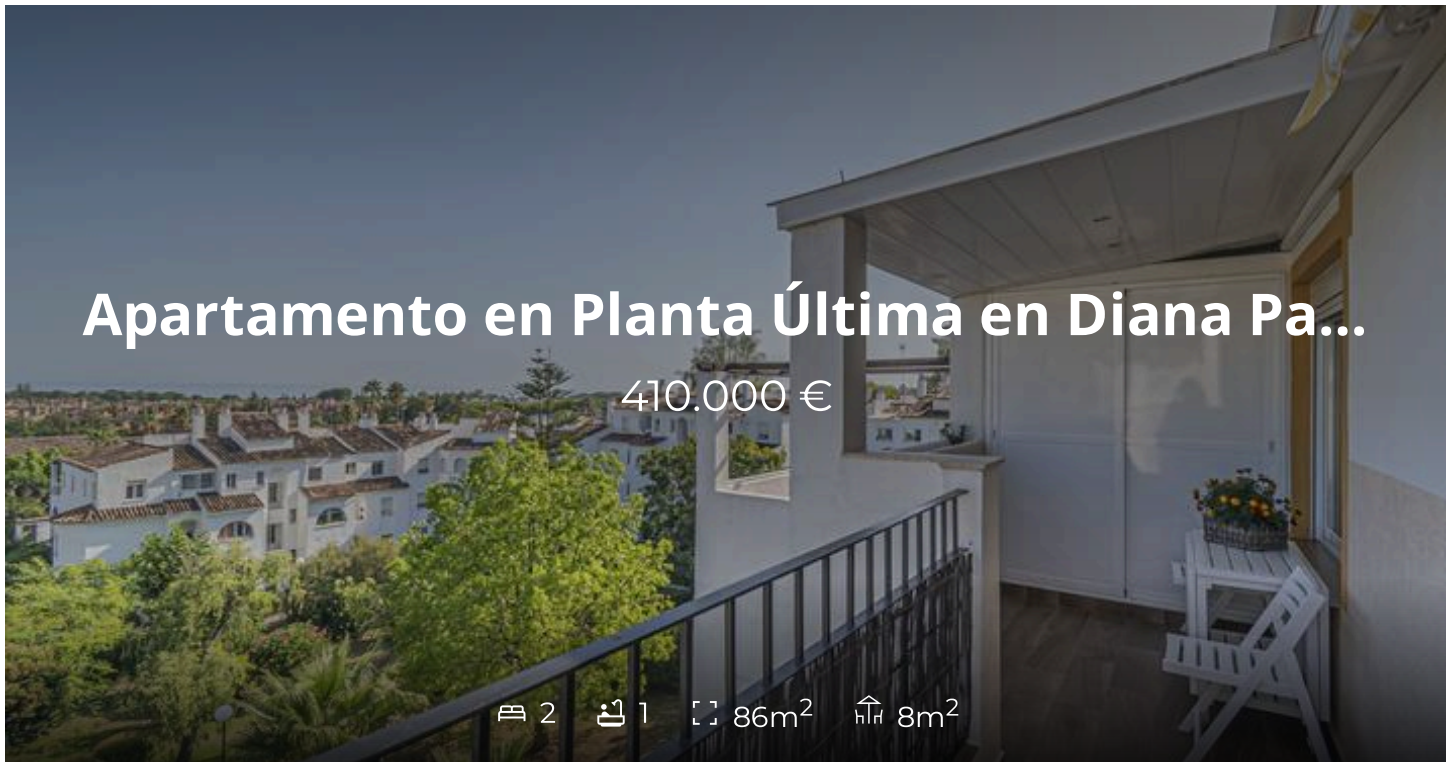 Apartamento en Planta Última en Diana Pa...
410.000 €
2 1 86m² 8m²